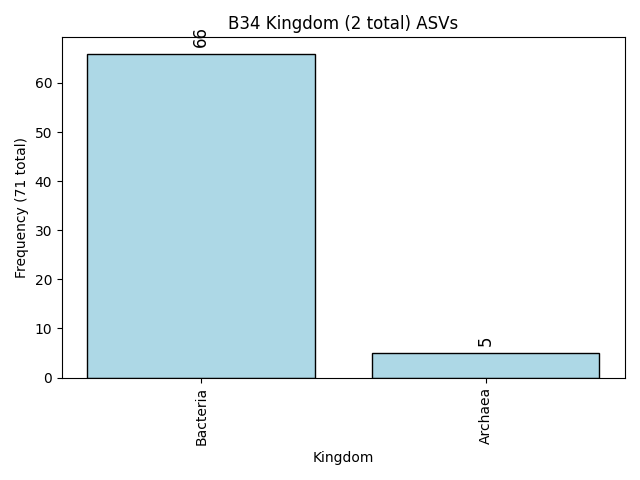 B34 Kingdom (2 total) ASVs
66
5
60
50
40
30
20
10
0
Frequency (71 total)
Bacteria
Archaea
Kingdom